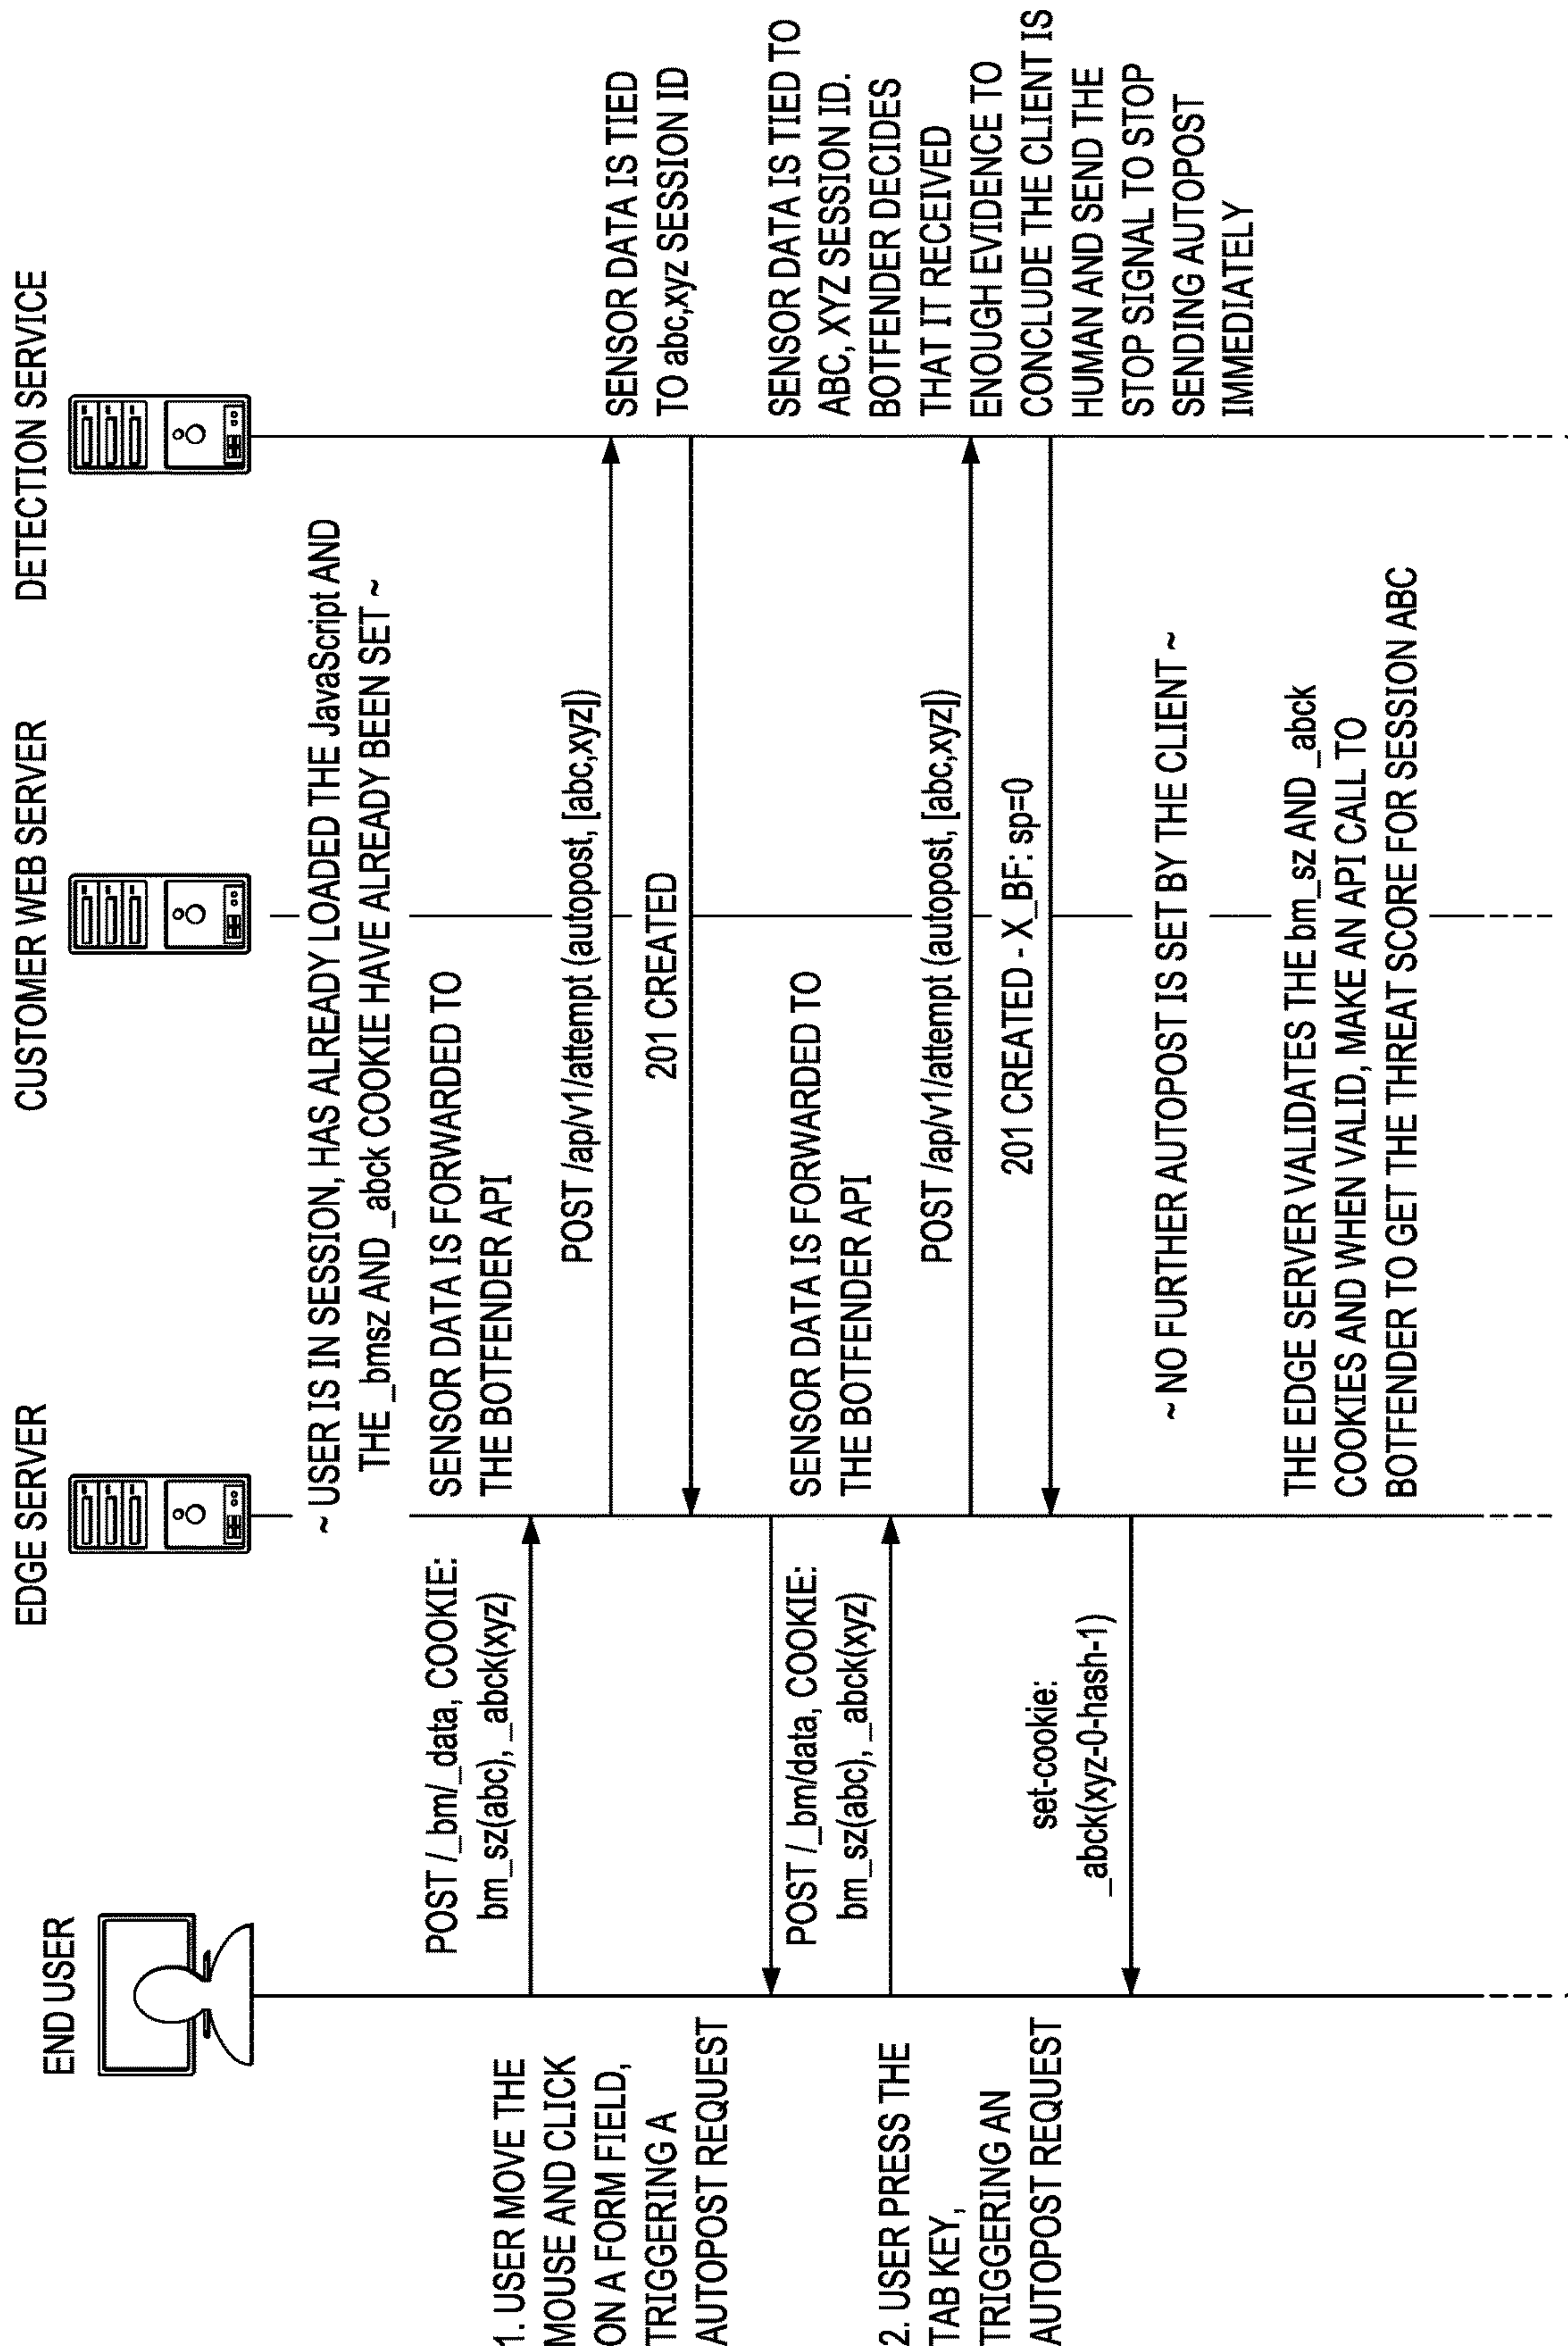 END USER
EDGE SERVER
CUSTOMER WEB SERVER
DETECTION SERVICE
~ USER IS IN SESSION, HAS ALREADY LOADED THE JavaScript AND
THE _bmsz AND _abck COOKIE HAVE ALREADY BEEN SET ~
1. USER MOVE THE
MOUSE AND CLICK
ON A FORM FIELD,
TRIGGERING A
AUTOPOST REQUEST
POST /_bm/_data, COOKIE:
bm_sz(abc), _abck(xyz)
SENSOR DATA IS FORWARDED TO
THE BOTFENDER API
POST /ap/v1/attempt (autopost, [abc,xyz])
201 CREATED
SENSOR DATA IS TIED
TO abc,xyz SESSION ID
2. USER PRESS THE
TAB KEY,
TRIGGERING AN
AUTOPOST REQUEST
POST /_bm/data, COOKIE:
bm_sz(abc), _abck(xyz)
SENSOR DATA IS FORWARDED TO
THE BOTFENDER API
POST /ap/v1/attempt (autopost, [abc,xyz])
201 CREATED - X_BF: sp=0
SENSOR DATA IS TIED TO
ABC, XYZ SESSION ID.
BOTFENDER DECIDES
THAT IT RECEIVED
ENOUGH EVIDENCE TO
CONCLUDE THE CLIENT IS
HUMAN AND SEND THE
STOP SIGNAL TO STOP
SENDING AUTOPOST
IMMEDIATELY
set-cookie:
_abck(xyz-0-hash-1)
~ NO FURTHER AUTOPOST IS SET BY THE CLIENT ~
THE EDGE SERVER VALIDATES THE bm_sz AND _abck
COOKIES AND WHEN VALID, MAKE AN API CALL TO
BOTFENDER TO GET THE THREAT SCORE FOR SESSION ABC